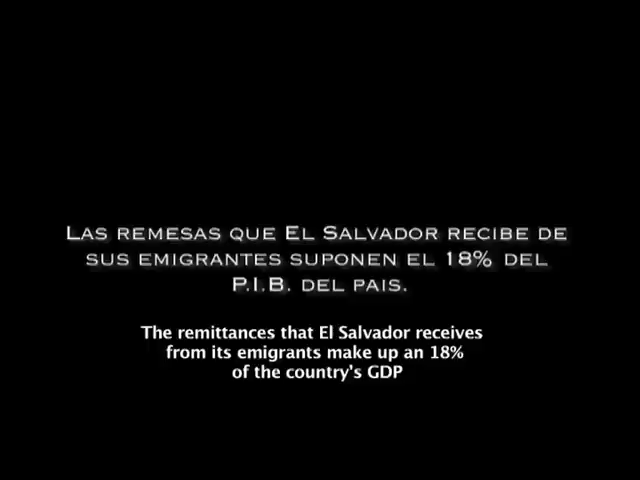 LAS REMESAS QUE EL SALVADOR RECIBE DE
SUS EMIGRANTES SUPONEN EL 18% DEL
P.I.B. DEL PAIS.
The remittances that El Salvador receives
from its emigrants make up an 18%
of the country's GDP